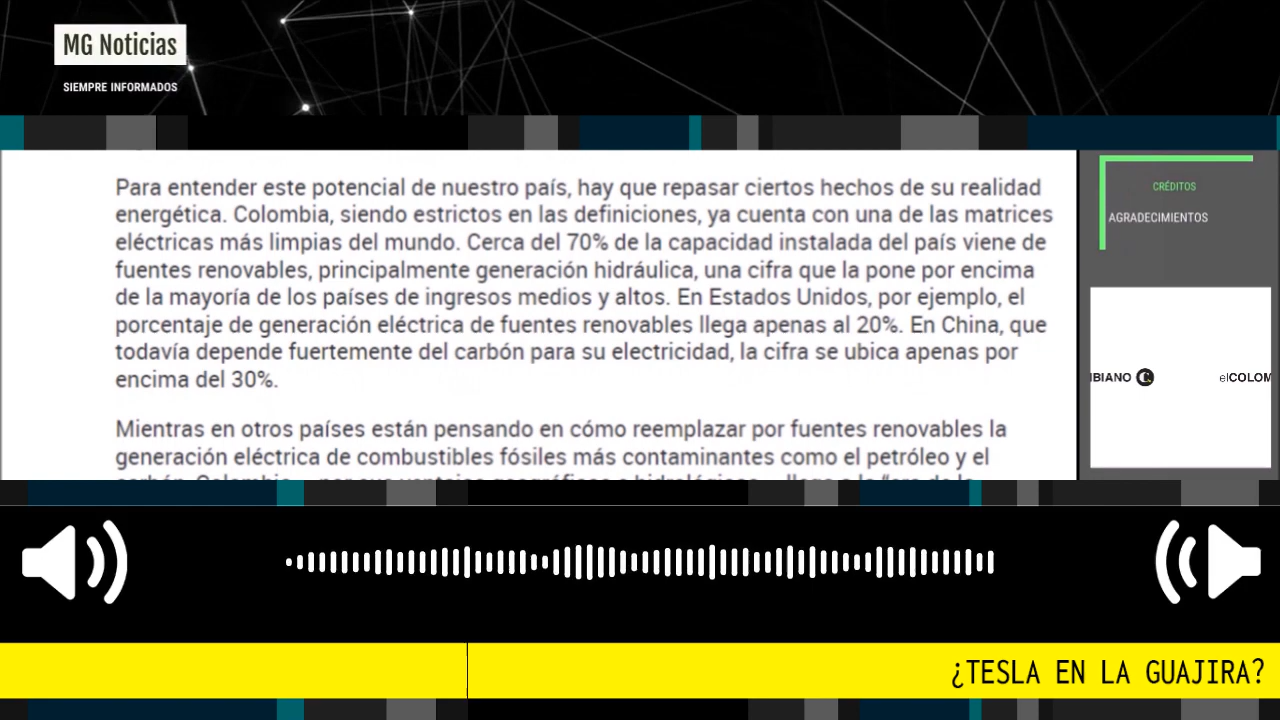 MG Noticias
SIEMPRE INFORMADOS
Para entender este potencial de nuestro país, hay que repasar ciertos hechos de su realidad
energética. Colombia, siendo estrictos en las definiciones, ya cuenta con una de las matrices
eléctricas más limpias del mundo. Cerca del 70% de la capacidad instalada del país viene de
fuentes renovables, principalmente generación hidráulica, una cifra que la pone por encima
de la mayoría de los países de ingresos medios y altos. En Estados Unidos, por ejemplo, el
porcentaje de generación eléctrica de fuentes renovables llega apenas al 20%. En China, que
todavía depende fuertemente del carbón para su electricidad, la cifra se ubica apenas por
encima del 30%.
Mientras en otros países están pensando en cómo reemplazar por fuentes renovables la
generación eléctrica de combustibles fósiles más contaminantes como el petróleo y el
CRÉDITOS
AGRADECIMIENTOS
MBIANO C elCOLOM
¿TESLA EN LA GUAJIRA?